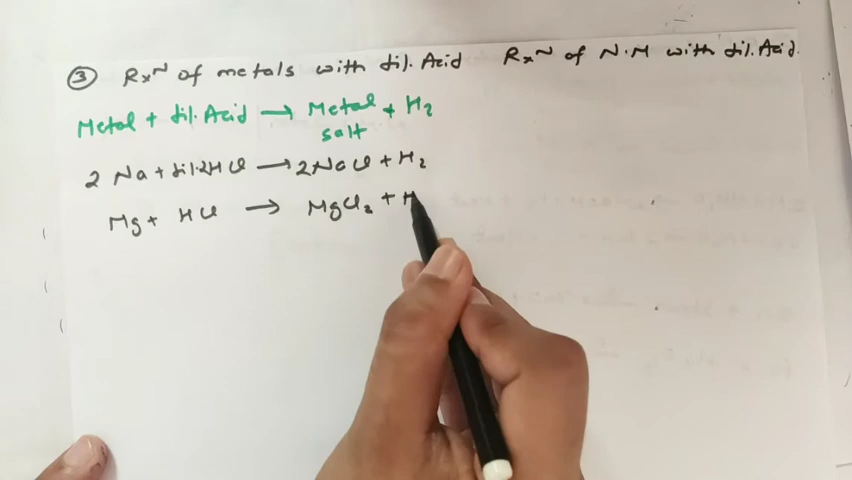 ③ Rxᴺ of metals with dil. Acid Rxᴺ of N.M with dil. Acid.
Metal + dil. Acid → Metal salt + H₂
2 Na + dil. 2HCl → 2NaCl + H₂
Mg + HCl → MgCl₂ + H